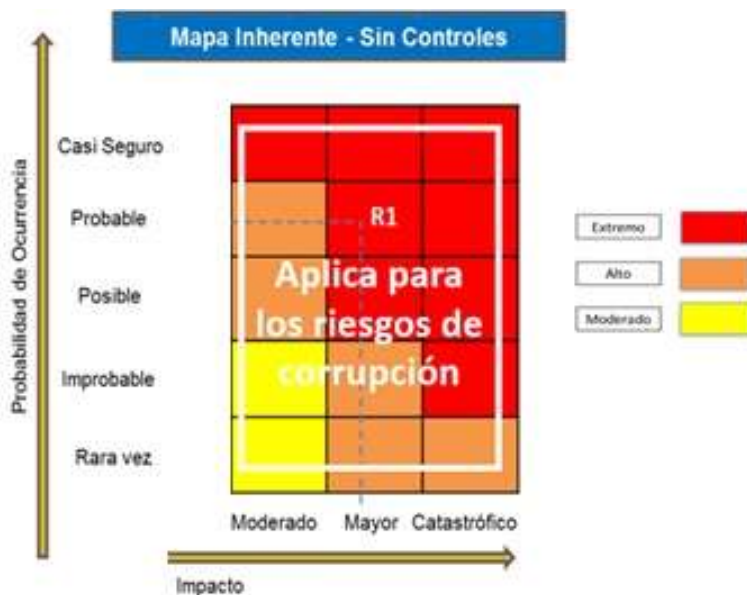 Mapa Inherente - Sin Controles
Probabilidad de Ocurrencia
Casi Seguro
Probable
Posible
Improbable
Rara vez
R1
Aplica para
los riesgos de
corrupción
Extremo
Alto
Moderado
Moderado Mayor Catastrófico
Impacto